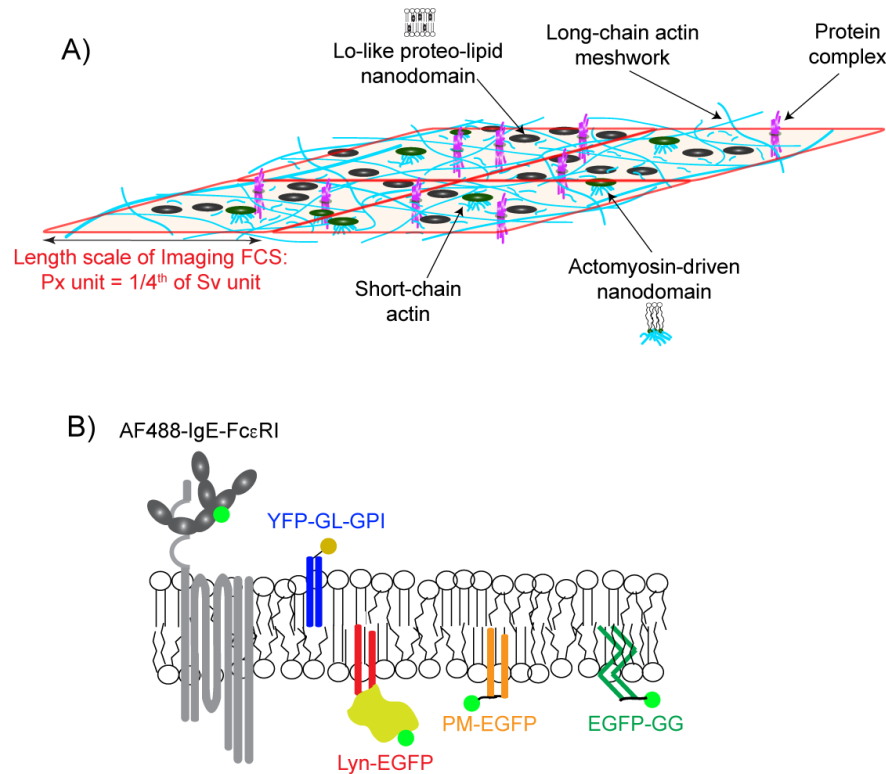 A)
Lo-like proteo-lipid
nanodomain
Long-chain actin
meshwork
Protein
complex
Length scale of Imaging FCS:
Px unit = 1/4th of Sv unit
Short-chain
actin
Actomyosin-driven
nanodomain
B)
AF488-IgE-FcεRI
YFP-GL-GPI
PM-EGFP
EGFP-GG
Lyn-EGFP